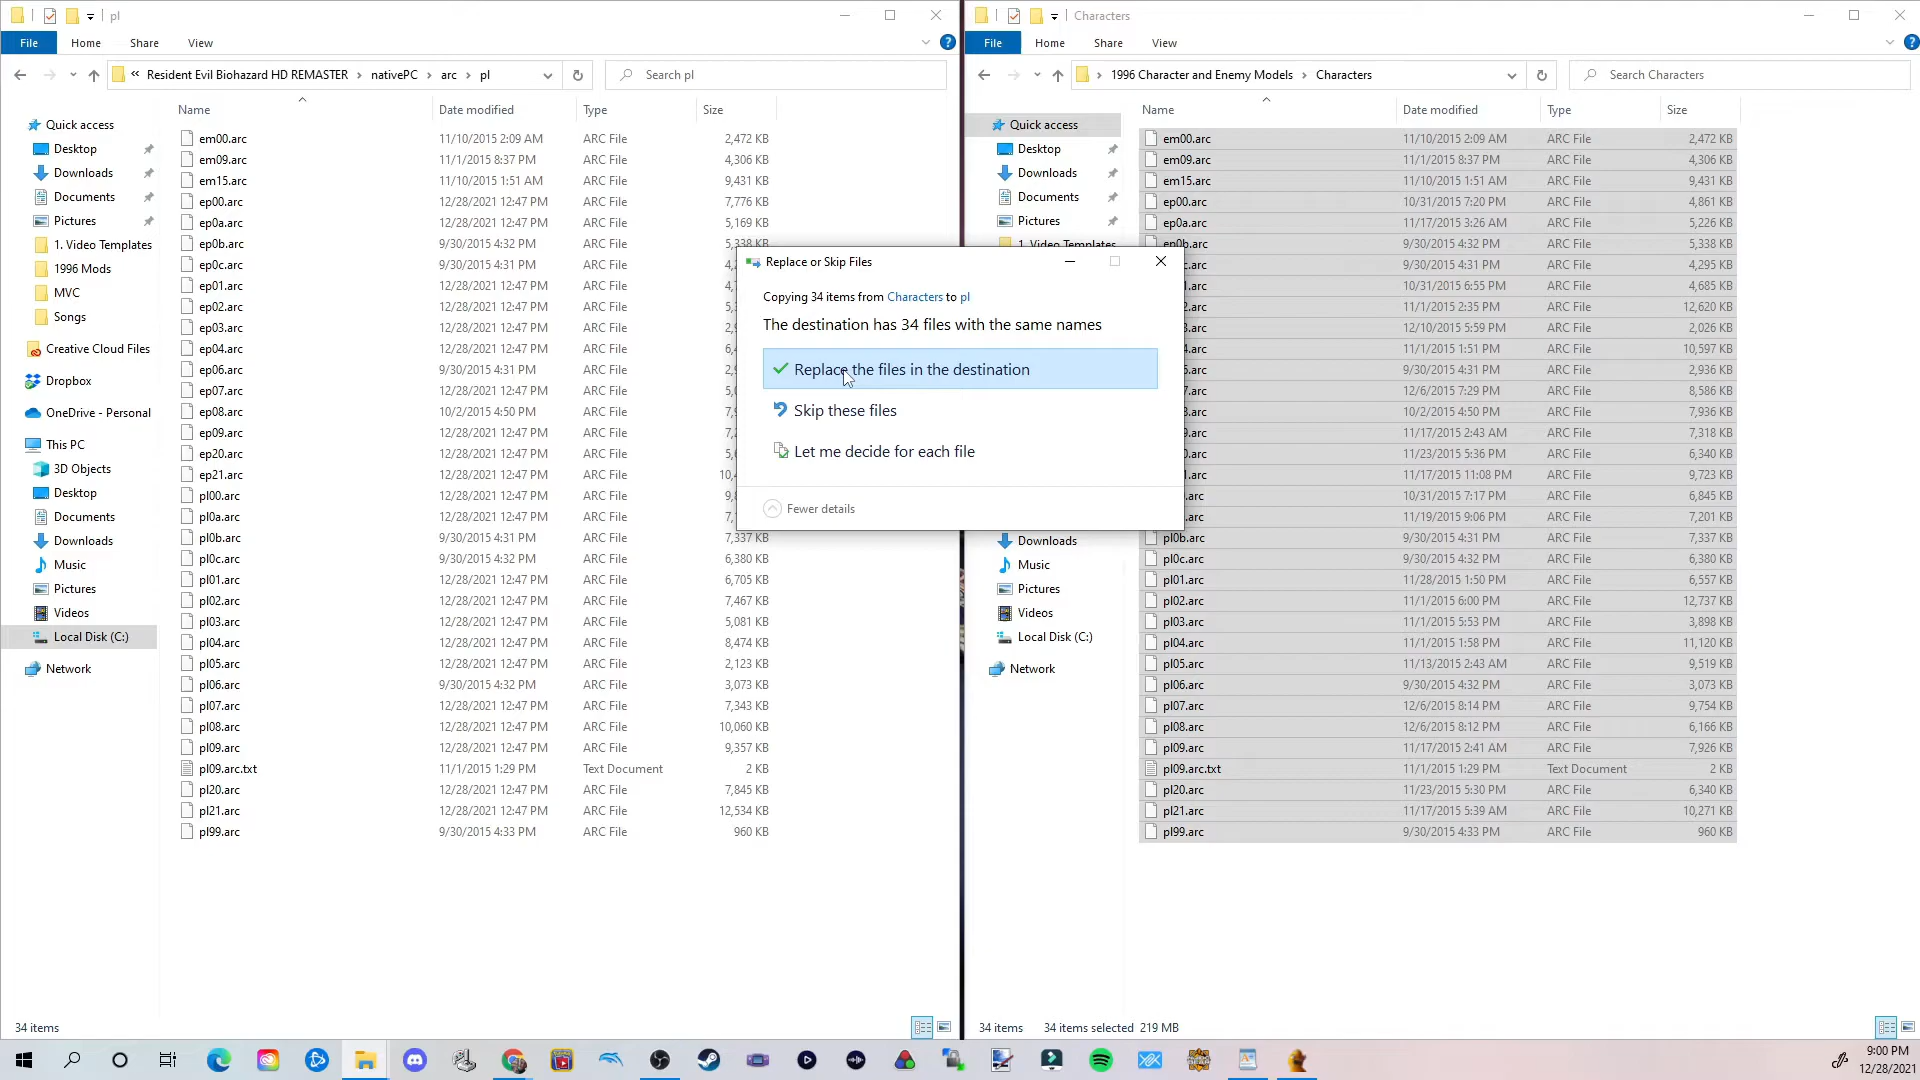 pl
File Home Share View
« Resident Evil Biohazard HD REMASTER > nativePC > arc > pl
Search pl
Name Date modified Type Size
Quick access
Desktop
Downloads
Documents
Pictures
1. Video Templates
1996 Mods
MVC
Songs
Creative Cloud Files
Dropbox
OneDrive - Personal
This PC
3D Objects
Desktop
Documents
Downloads
Music
Pictures
Videos
Local Disk (C:)
Network
em00.arc 11/10/2015 2:09 AM ARC File 2,472 KB
em09.arc 11/1/2015 8:37 PM ARC File 4,306 KB
em15.arc 11/10/2015 1:51 AM ARC File 9,431 KB
ep00.arc 12/28/2021 12:47 PM ARC File 7,776 KB
ep0a.arc 12/28/2021 12:47 PM ARC File 5,169 KB
ep0b.arc 9/30/2015 4:32 PM ARC File 5,338 KB
ep0c.arc 9/30/2015 4:31 PM ARC File
ep01.arc 12/28/2021 12:47 PM ARC File
ep02.arc 12/28/2021 12:47 PM ARC File
ep03.arc 12/28/2021 12:47 PM ARC File
ep04.arc 12/28/2021 12:47 PM ARC File
ep06.arc 9/30/2015 4:31 PM ARC File
ep07.arc 12/28/2021 12:47 PM ARC File
ep08.arc 10/2/2015 4:50 PM ARC File
ep09.arc 12/28/2021 12:47 PM ARC File
ep20.arc 12/28/2021 12:47 PM ARC File
ep21.arc 12/28/2021 12:47 PM ARC File
pl00.arc 12/28/2021 12:47 PM ARC File
pl0a.arc 12/28/2021 12:47 PM ARC File
pl0b.arc 9/30/2015 4:31 PM ARC File 7,337 KB
pl0c.arc 9/30/2015 4:32 PM ARC File 6,380 KB
pl01.arc 12/28/2021 12:47 PM ARC File 6,705 KB
pl02.arc 12/28/2021 12:47 PM ARC File 7,467 KB
pl03.arc 12/28/2021 12:47 PM ARC File 5,081 KB
pl04.arc 12/28/2021 12:47 PM ARC File 8,474 KB
pl05.arc 12/28/2021 12:47 PM ARC File 2,123 KB
pl06.arc 9/30/2015 4:32 PM ARC File 3,073 KB
pl07.arc 12/28/2021 12:47 PM ARC File 7,343 KB
pl08.arc 12/28/2021 12:47 PM ARC File 10,060 KB
pl09.arc 12/28/2021 12:47 PM ARC File 9,357 KB
pl09.arc.txt 11/1/2015 1:29 PM Text Document 2 KB
pl20.arc 12/28/2021 12:47 PM ARC File 7,845 KB
pl21.arc 12/28/2021 12:47 PM ARC File 12,534 KB
pl99.arc 9/30/2015 4:33 PM ARC File 960 KB
34 items
Replace or Skip Files
Copying 34 items from Characters to pl
The destination has 34 files with the same names
Replace the files in the destination
Skip these files
Let me decide for each file
Fewer details
Characters
File Home Share View
> 1996 Character and Enemy Models > Characters
Search Characters
Name Date modified Type Size
Quick access
Desktop
Downloads
Documents
Pictures
1. Video Templates
Downloads
Music
Pictures
Videos
Local Disk (C:)
Network
em00.arc 11/10/2015 2:09 AM ARC File 2,472 KB
em09.arc 11/1/2015 8:37 PM ARC File 4,306 KB
em15.arc 11/10/2015 1:51 AM ARC File 9,431 KB
ep00.arc 10/31/2015 7:20 PM ARC File 4,861 KB
ep0a.arc 11/17/2015 3:26 AM ARC File 5,226 KB
ep0b.arc 9/30/2015 4:32 PM ARC File 5,338 KB
9/30/2015 4:31 PM ARC File 4,295 KB
10/31/2015 6:55 PM ARC File 4,685 KB
11/1/2015 2:35 PM ARC File 12,620 KB
12/10/2015 5:59 PM ARC File 2,026 KB
11/1/2015 1:51 PM ARC File 10,597 KB
9/30/2015 4:31 PM ARC File 2,936 KB
12/6/2015 7:29 PM ARC File 8,586 KB
10/2/2015 4:50 PM ARC File 7,936 KB
11/17/2015 2:43 AM ARC File 7,318 KB
11/23/2015 5:36 PM ARC File 6,340 KB
11/17/2015 11:08 PM ARC File 9,723 KB
10/31/2015 7:17 PM ARC File 6,845 KB
11/19/2015 9:06 PM ARC File 7,201 KB
pl0b.arc 9/30/2015 4:31 PM ARC File 7,337 KB
pl0c.arc 9/30/2015 4:32 PM ARC File 6,380 KB
pl01.arc 11/28/2015 1:50 PM ARC File 6,557 KB
pl02.arc 11/1/2015 6:00 PM ARC File 12,737 KB
pl03.arc 11/1/2015 5:53 PM ARC File 3,898 KB
pl04.arc 11/1/2015 1:58 PM ARC File 11,120 KB
pl05.arc 11/13/2015 2:43 AM ARC File 9,519 KB
pl06.arc 9/30/2015 4:32 PM ARC File 3,073 KB
pl07.arc 12/6/2015 8:14 PM ARC File 9,754 KB
pl08.arc 12/6/2015 8:12 PM ARC File 6,166 KB
pl09.arc 11/17/2015 2:41 AM ARC File 7,926 KB
pl09.arc.txt 11/1/2015 1:29 PM Text Document 2 KB
pl20.arc 11/23/2015 5:30 PM ARC File 6,340 KB
pl21.arc 11/17/2015 5:39 AM ARC File 10,271 KB
pl99.arc 9/30/2015 4:33 PM ARC File 960 KB
34 items 34 items selected 219 MB
9:00 PM
12/28/2021